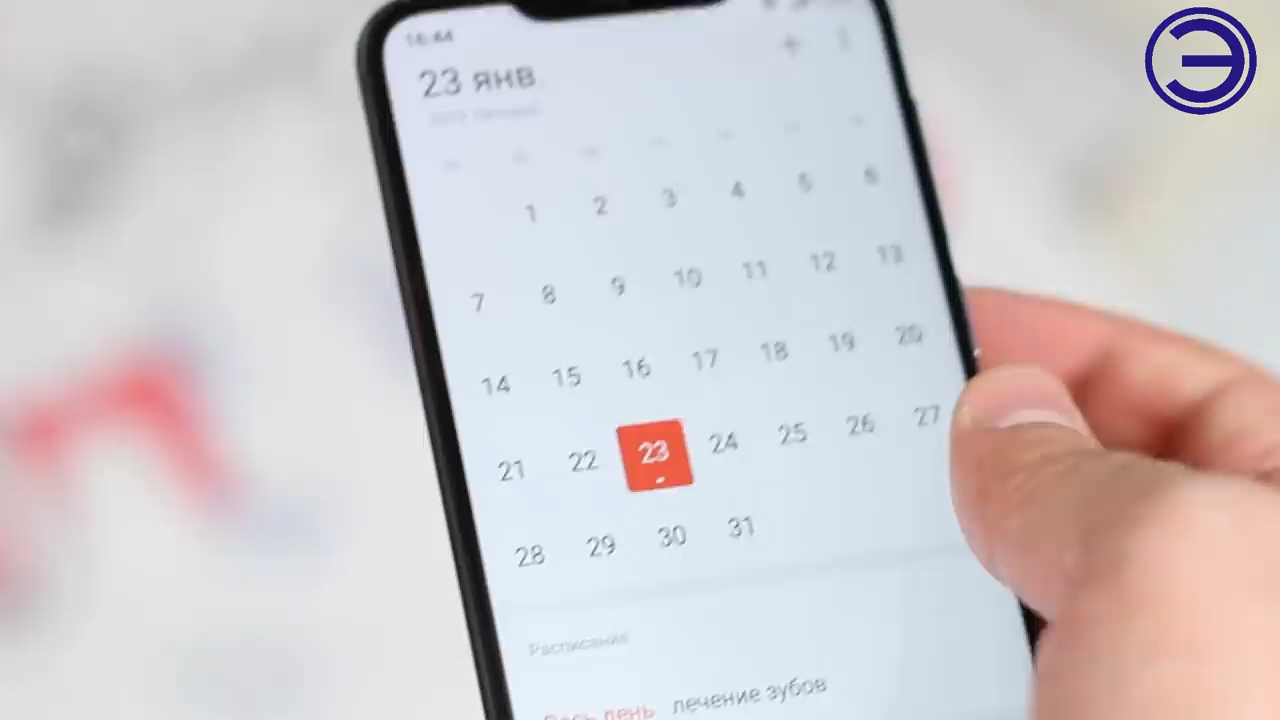 16:44
23 янв
1 2 3 4 5 6
7 8 9 10 11 12 13
14 15 16 17 18 19 20
21 22 23 24 25 26 27
28 29 30 31
Расписание
Весь день лечение зубов
Э